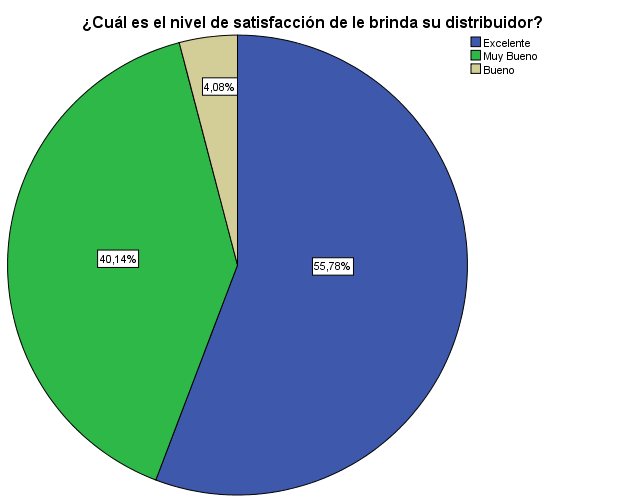 ¿Cuál es el nivel de satisfacción de le brinda su distribuidor?
Excelente
Muy Bueno
Bueno
4,08%
40,14%
55,78%